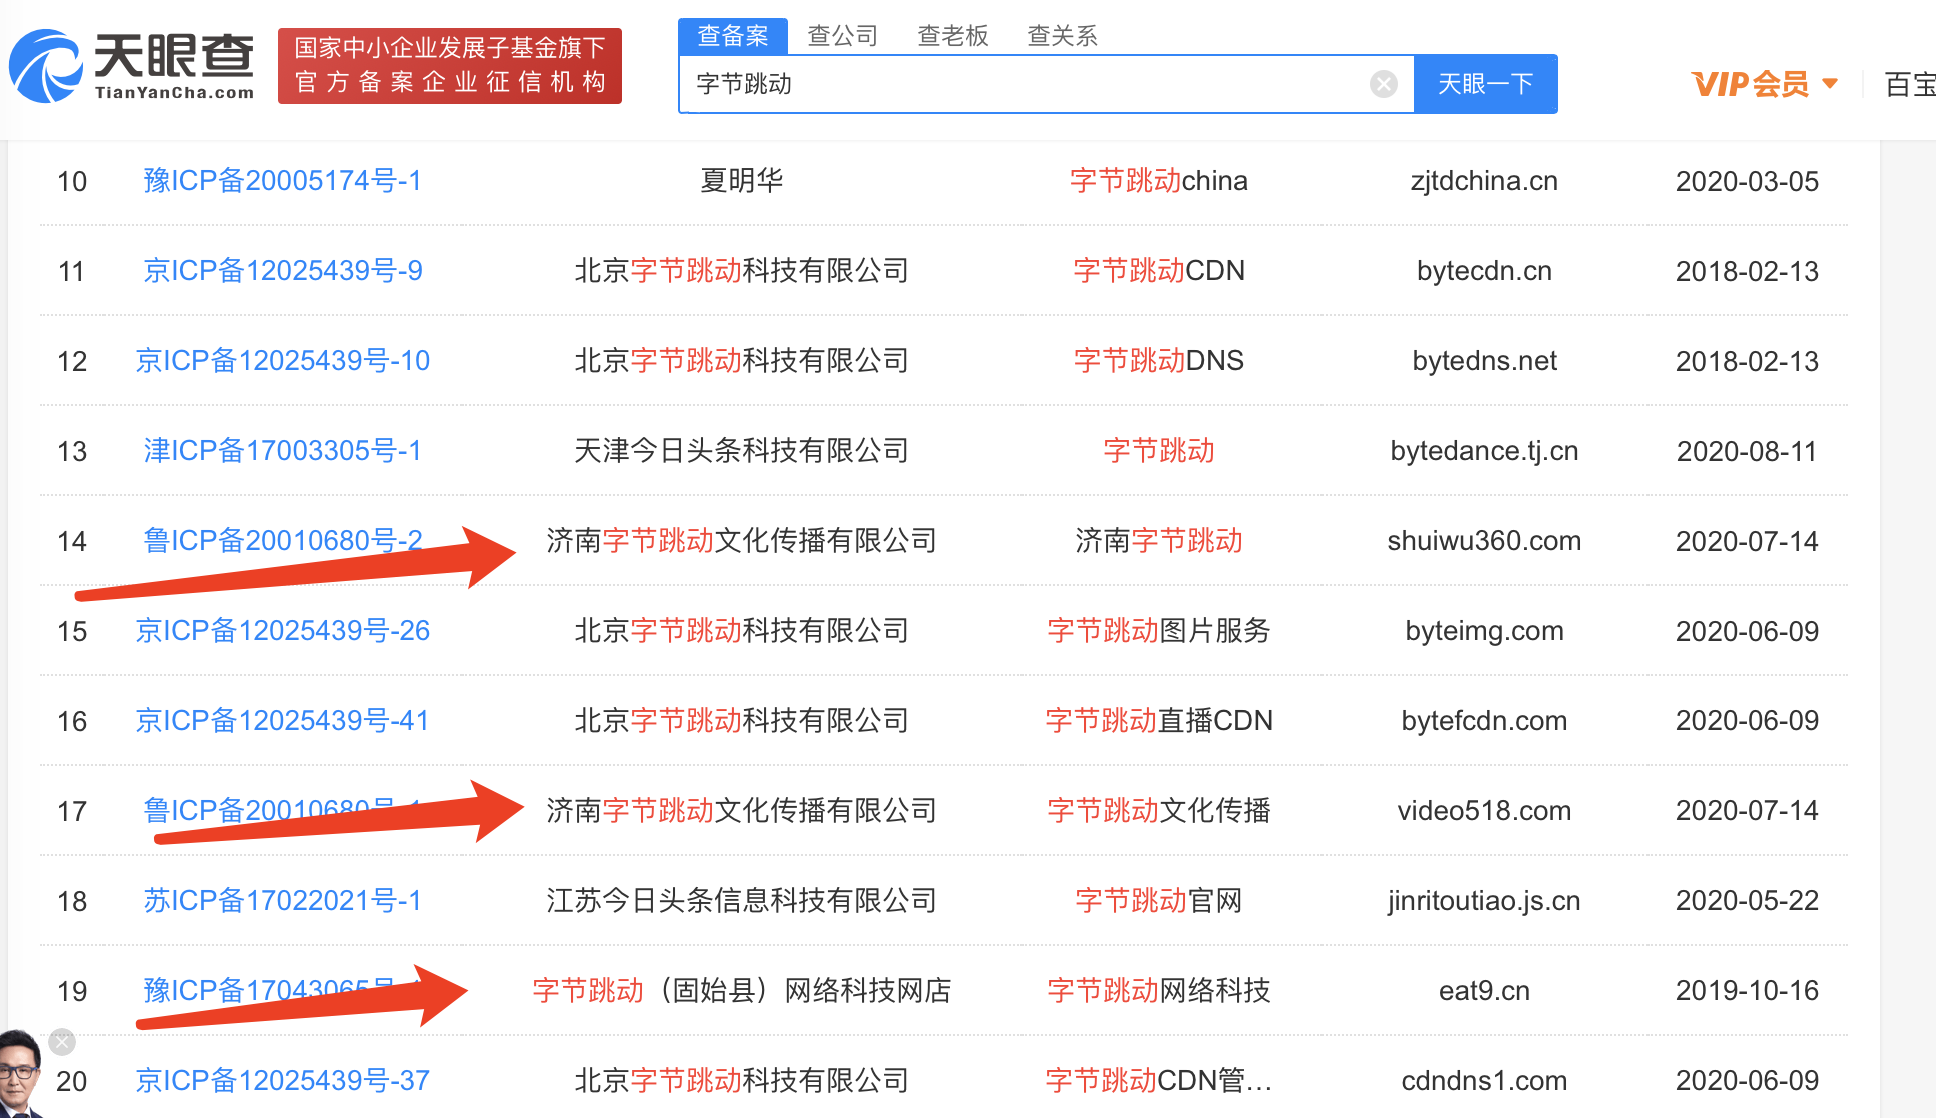 天眼查
TianYanCha.com
国家中小企业发展子基金旗下
官方备案企业征信机构
查备案 查公司 查老板 查关系
字节跳动 天眼一下
VIP会员 百宝
10 豫ICP备20005174号-1 夏明华 字节跳动china zjtdchina.cn 2020-03-05
11 京ICP备12025439号-9 北京字节跳动科技有限公司 字节跳动CDN bytecdn.cn 2018-02-13
12 京ICP备12025439号-10 北京字节跳动科技有限公司 字节跳动DNS bytedns.net 2018-02-13
13 津ICP备17003305号-1 天津今日头条科技有限公司 字节跳动 bytedance.tj.cn 2020-08-11
14 鲁ICP备20010680号-2 济南字节跳动文化传播有限公司 济南字节跳动 shuiwu360.com 2020-07-14
15 京ICP备12025439号-26 北京字节跳动科技有限公司 字节跳动图片服务 byteimg.com 2020-06-09
16 京ICP备12025439号-41 北京字节跳动科技有限公司 字节跳动直播CDN bytefcdn.com 2020-06-09
17 鲁ICP备20010680号-1 济南字节跳动文化传播有限公司 字节跳动文化传播 video518.com 2020-07-14
18 苏ICP备17022021号-1 江苏今日头条信息科技有限公司 字节跳动官网 jinritoutiao.js.cn 2020-05-22
19 豫ICP备17043065号-1 字节跳动（固始县）网络科技网店 字节跳动网络科技 eat9.cn 2019-10-16
20 京ICP备12025439号-37 北京字节跳动科技有限公司 字节跳动CDN管... cdndns1.com 2020-06-09